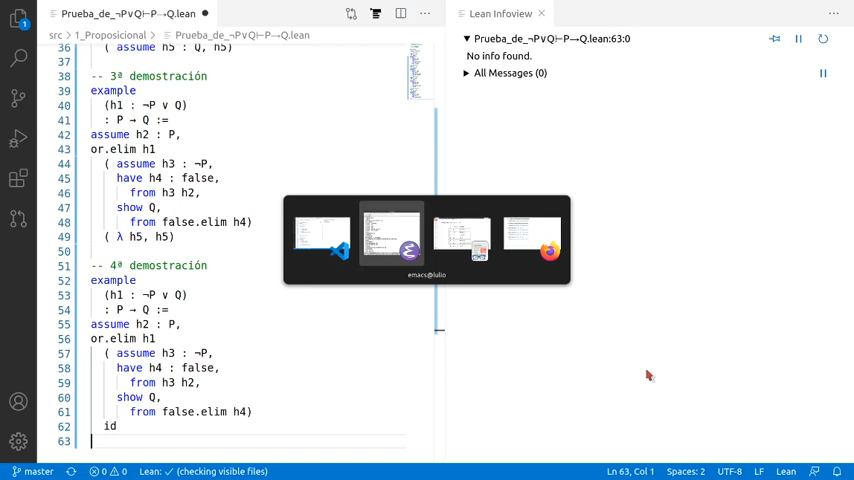 Prueba_de_¬P∨Q⊢P→Q.lean
Lean Infoview
src > 1_Proposicional > Prueba_de_¬P∨Q⊢P→Q.lean
Prueba_de_¬P∨Q⊢P→Q.lean:63:0
No info found.
All Messages (0)
36 ( assume h5 : Q, h5)
37
38 -- 3ª demostración
39 example
40 (h1 : ¬P ∨ Q)
41 : P → Q :=
42 assume h2 : P,
43 or.elim h1
44 ( assume h3 : ¬P,
45 have h4 : false,
46 from h3 h2,
47 show Q,
48 from false.elim h4)
49 ( λ h5, h5)
50
51 -- 4ª demostración
52 example
53 (h1 : ¬P ∨ Q)
54 : P → Q :=
55 assume h2 : P,
56 or.elim h1
57 ( assume h3 : ¬P,
58 have h4 : false,
59 from h3 h2,
60 show Q,
61 from false.elim h4)
62 id
63
emacs@lulio
1
master 0 0 Lean: ✓ (checking visible files) Ln 63, Col 1 Spaces: 2 UTF-8 LF Lean